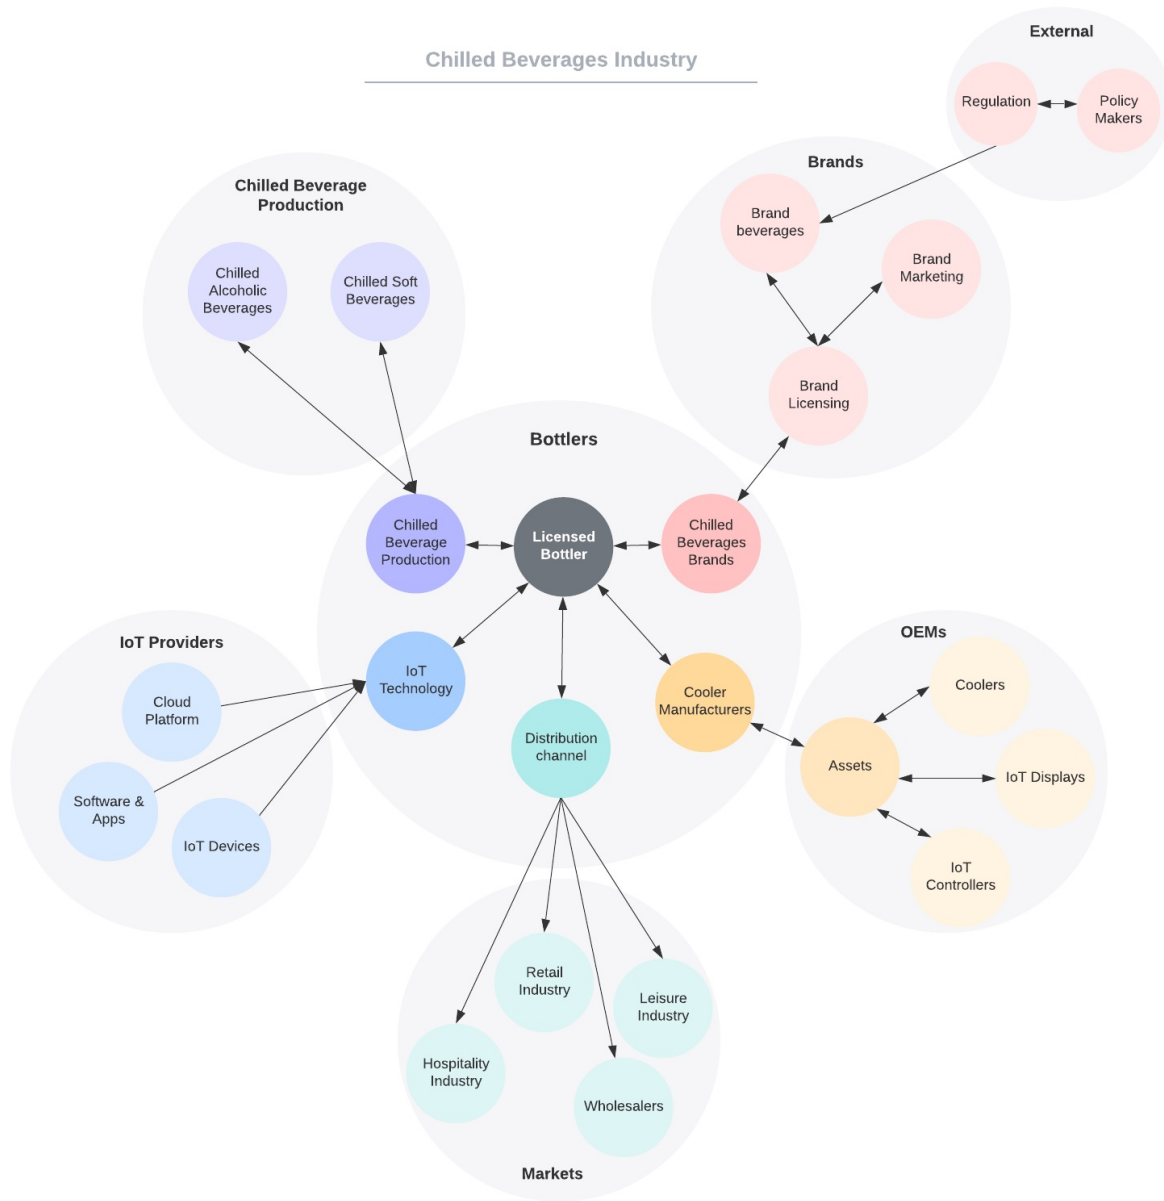 Chilled Beverages Industry
External
Regulation
Policy
Makers
Brands
Brand
beverages
Brand
Marketing
Brand
Licensing
Chilled Beverage
Production
Chilled
Alcoholic
Beverages
Chilled Soft
Beverages
Bottlers
Chilled
Beverage
Production
Licensed
Bottler
Chilled
Beverages
Brands
IoT
Technology
Distribution
channel
Cooler
Manufacturers
IoT Providers
Cloud
Platform
Software &
Apps
IoT Devices
OEMs
Coolers
Assets
IoT Displays
IoT
Controllers
Retail
Industry
Leisure
Industry
Hospitality
Industry
Wholesalers
Markets